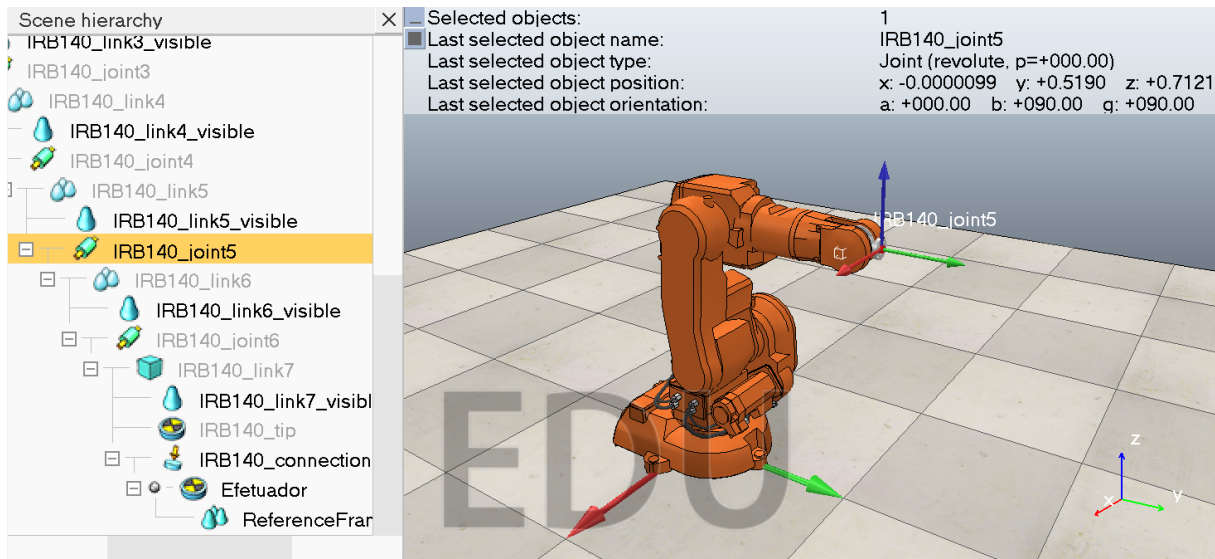 Scene hierarchy
IRB140_link3_visible
IRB140_joint3
IRB140_link4
IRB140_link4_visible
IRB140_joint4
IRB140_link5
IRB140_link5_visible
IRB140_joint5
IRB140_link6
IRB140_link6_visible
IRB140_joint6
IRB140_link7
IRB140_link7_visibl
IRB140_tip
IRB140_connection
Efetuador
ReferenceFrar
Selected objects: 1
Last selected object name: IRB140_joint5
Last selected object type: Joint (revolute, p=+000.00)
Last selected object position: x: -0.0000099 y: +0.5190 z: +0.7121
Last selected object orientation: a: +000.00 b: +090.00 g: +090.00
IRB140_joint5
EDU
z
x
y